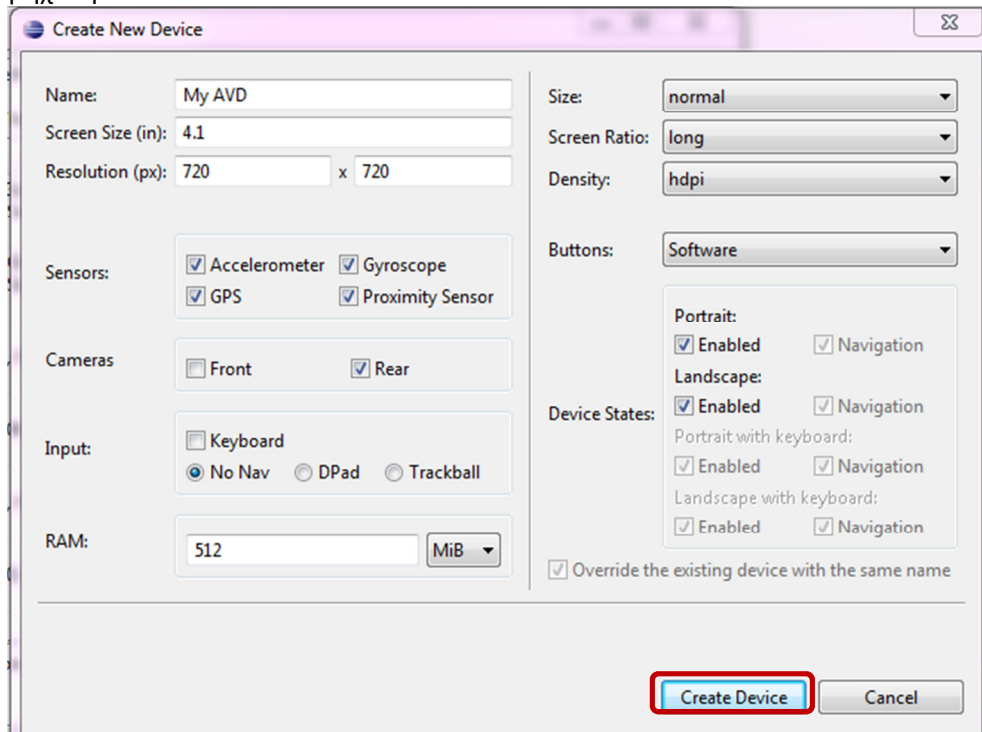 Create New Device
Name: My AVD
Screen Size (in): 4.1
Resolution (px): 720 x 720
Sensors:
Accelerometer Gyroscope
GPS Proximity Sensor
Cameras
Front Rear
Input:
Keyboard
No Nav DPad Trackball
RAM:
512 MiB
Size: normal
Screen Ratio: long
Density: hdpi
Buttons: Software
Device States:
Portrait:
Enabled Navigation
Landscape:
Enabled Navigation
Portrait with keyboard:
Enabled Navigation
Landscape with keyboard:
Enabled Navigation
Override the existing device with the same name
Create Device Cancel